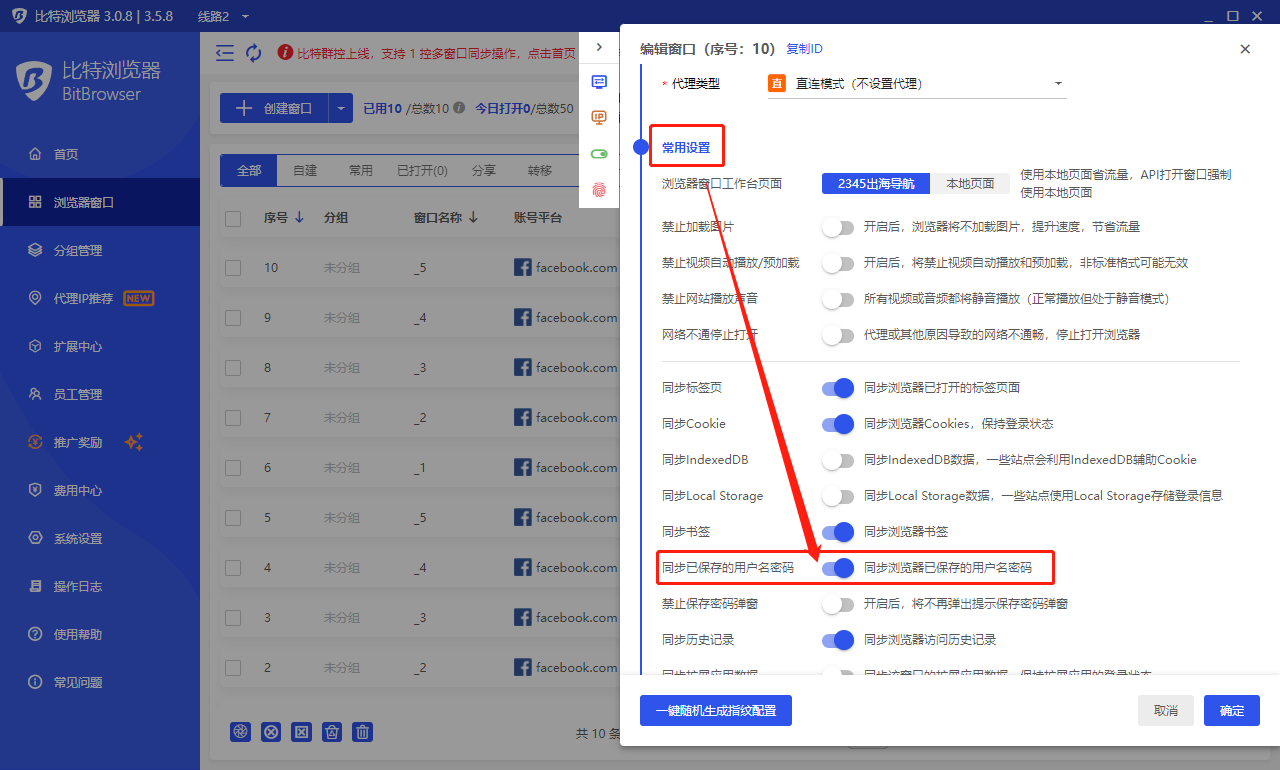 比特浏览器 3.0.8 | 3.5.8 线路2
比特浏览器
BitBrowser
首页
浏览器窗口
分组管理
代理IP推荐 NEW
扩展中心
员工管理
推广奖励
费用中心
系统设置
操作日志
使用帮助
常见问题
比特群控上线，支持 1 控多窗口同步操作，点击首页
创建窗口 已用10 /总数10 今日打开0/总数50
全部 自建 常用 已打开(0) 分享 转移
序号 分组 窗口名称 账号平台
10 未分组 _5 facebook.com
9 未分组 _4 facebook.com
8 未分组 _3 facebook.com
7 未分组 _2 facebook.com
6 未分组 _1 facebook.com
5 未分组 _5 facebook.com
4 未分组 _4 facebook.com
3 未分组 _3 facebook.com
2 未分组 _2 facebook.com
共 10 条
IP
编辑窗口（序号：10） 复制ID
* 代理类型 直 直连模式（不设置代理）
常用设置
浏览器窗口工作台页面 2345出海导航 本地页面 使用本地页面省流量，API打开窗口强制
使用本地页面
禁止加载图片 开启后，浏览器将不加载图片，提升速度，节省流量
禁止视频自动播放/预加载 开启后，将禁止视频自动播放和预加载，非标准格式可能无效
禁止网站播放声音 所有视频或音频都将静音播放（正常播放但处于静音模式）
网络不通停止打开 代理或其他原因导致的网络不通畅，停止打开浏览器
同步标签页 同步浏览器已打开的标签页面
同步Cookie 同步浏览器Cookies，保持登录状态
同步IndexedDB 同步IndexedDB数据，一些站点会利用IndexedDB辅助Cookie
同步Local Storage 同步Local Storage数据，一些站点使用Local Storage存储登录信息
同步书签 同步浏览器书签
同步已保存的用户名密码 同步浏览器已保存的用户名密码
禁止保存密码弹窗 开启后，将不再弹出提示保存密码弹窗
同步历史记录 同步浏览器访问历史记录
同步扩展应用数据 同步该窗口的扩展应用数据，保持扩展应用的登录状态
一键随机生成指纹配置 取消 确定